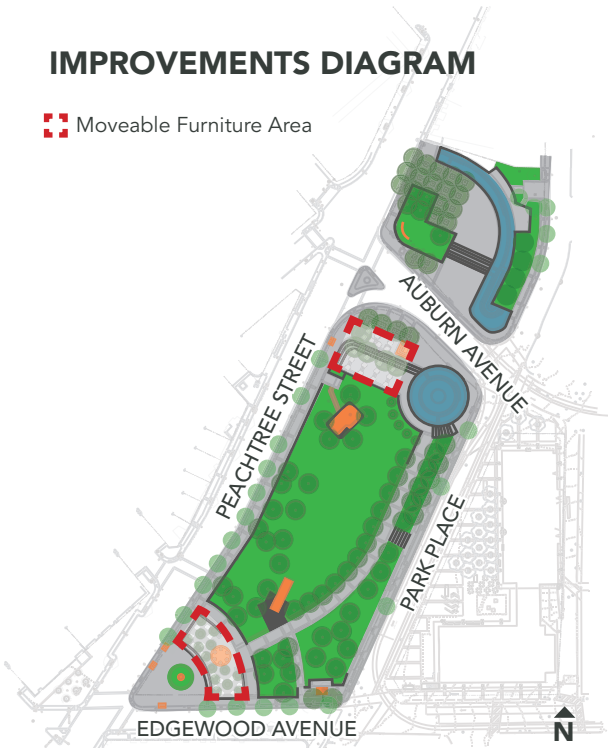 IMPROVEMENTS DIAGRAM
Moveable Furniture Area
AUBURN AVENUE
PEACHTREE STREET
PARK PLACE
EDGEWOOD AVENUE
N